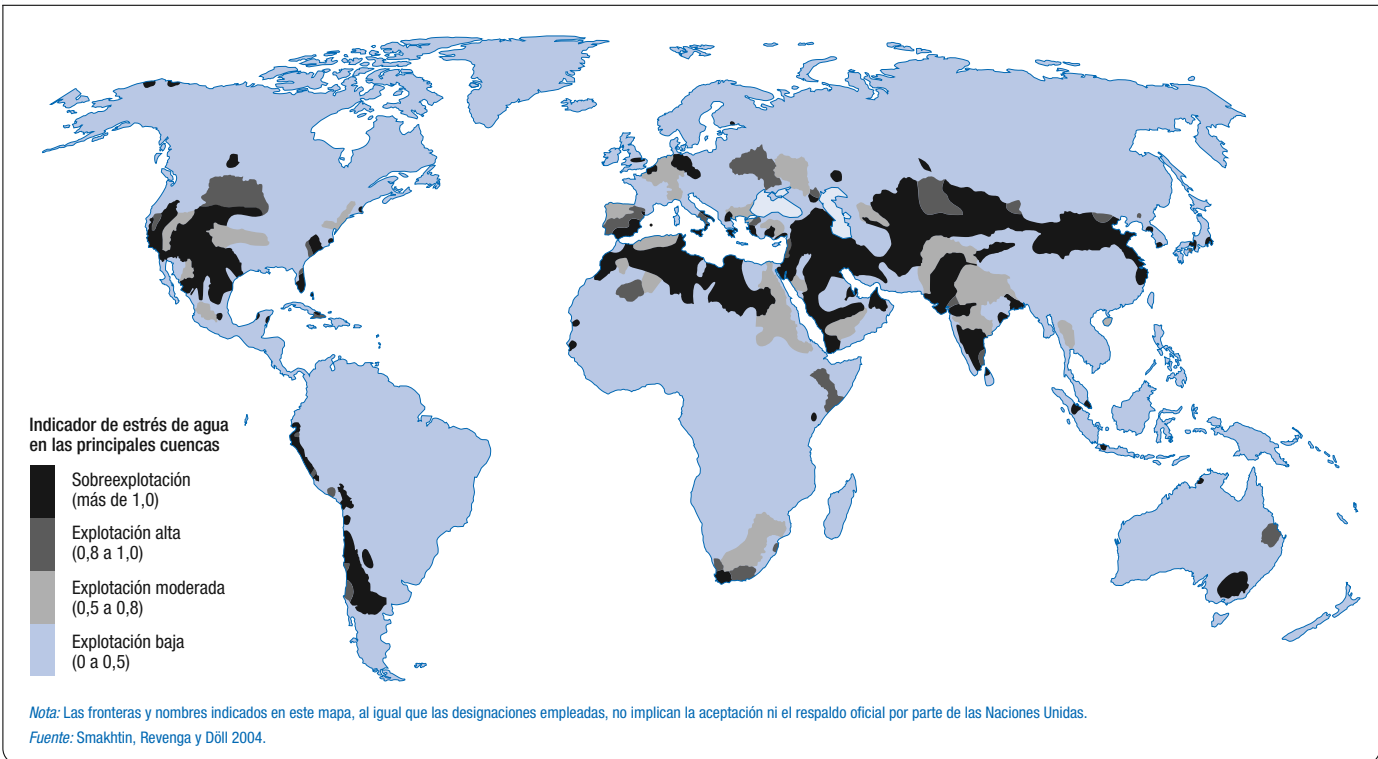 Indicador de estrés de agua
en las principales cuencas
Sobreexplotación
(más de 1,0)
Explotación alta
(0,8 a 1,0)
Explotación moderada
(0,5 a 0,8)
Explotación baja
(0 a 0,5)
Nota: Las fronteras y nombres indicados en este mapa, al igual que las designaciones empleadas, no implican la aceptación ni el respaldo oficial por parte de las Naciones Unidas.
Fuente: Smakhtin, Revenga y Döll 2004.